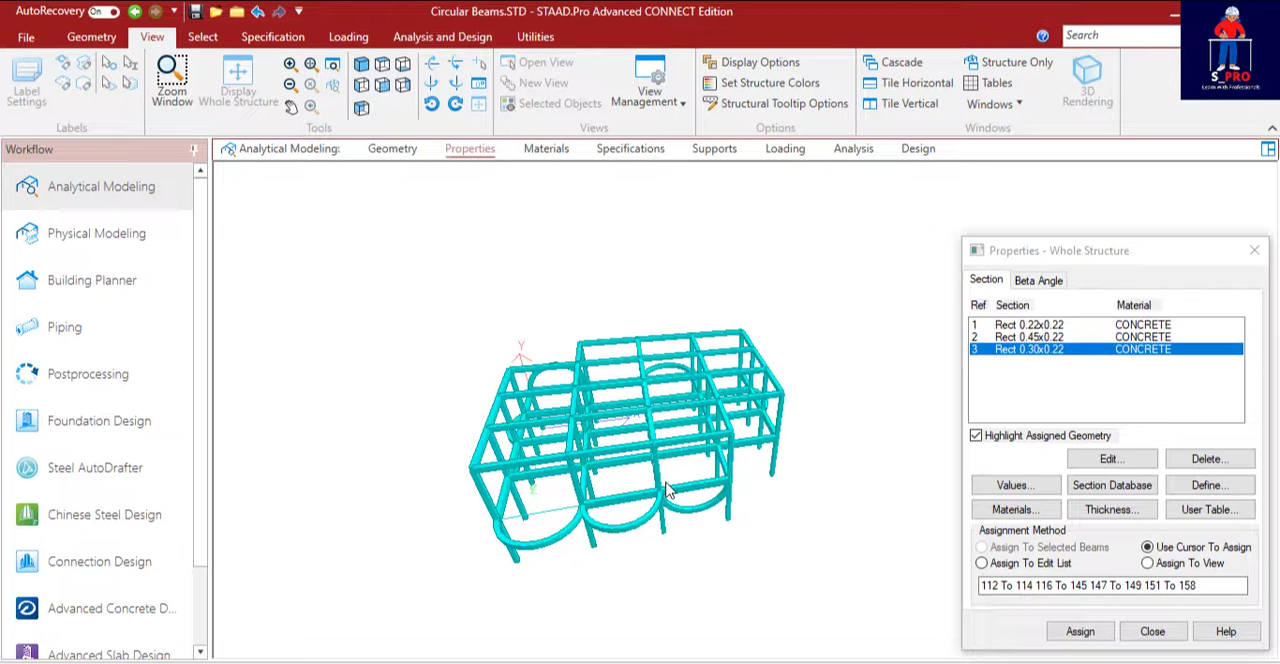 AutoRecovery On Circular Beams.STD - STAAD.Pro Advanced CONNECT Edition
File Geometry View Select Specification Loading Analysis and Design Utilities Search
S_PRO
Learn With Professionals
Label Settings
Zoom Window
Display Whole Structure
Open View
New View
Selected Objects
View Management
Display Options
Set Structure Colors
Structural Tooltip Options
Cascade
Tile Horizontal
Tile Vertical
Structure Only
Tables
Windows
3D Rendering
Labels Tools Views Options Windows
Workflow
Analytical Modeling: Geometry Properties Materials Specifications Supports Loading Analysis Design
Analytical Modeling
Physical Modeling
Building Planner
Piping
Postprocessing
Foundation Design
Steel AutoDrafter
Chinese Steel Design
Connection Design
Advanced Concrete D...
Advanced Slab Design
Y
Properties - Whole Structure
Section Beta Angle
Ref Section Material
1 Rect 0.22x0.22 CONCRETE
2 Rect 0.45x0.22 CONCRETE
3 Rect 0.30x0.22 CONCRETE
Highlight Assigned Geometry
Edit... Delete...
Values... Section Database Define...
Materials... Thickness... User Table...
Assignment Method
Assign To Selected Beams Use Cursor To Assign
Assign To Edit List Assign To View
112 To 114 116 To 145 147 To 149 151 To 158
Assign Close Help